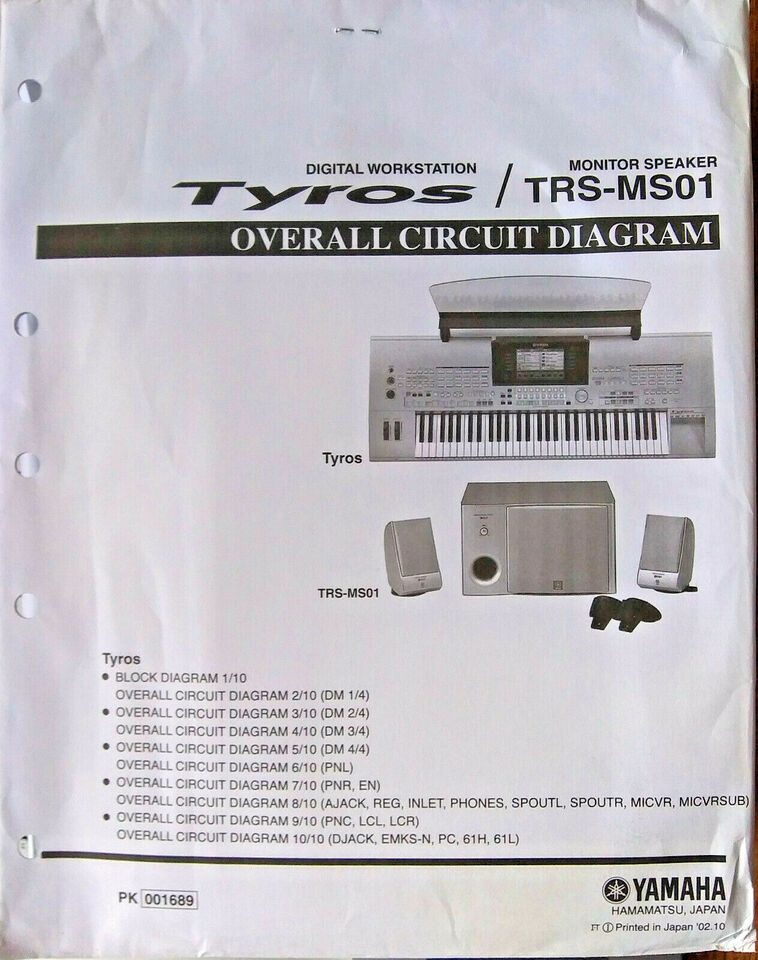 DIGITAL WORKSTATION
MONITOR SPEAKER
Tyros / TRS-MS01
OVERALL CIRCUIT DIAGRAM
YAMAHA
Tyros
TRS-MS01
Tyros
● BLOCK DIAGRAM 1/10
OVERALL CIRCUIT DIAGRAM 2/10 (DM 1/4)
● OVERALL CIRCUIT DIAGRAM 3/10 (DM 2/4)
OVERALL CIRCUIT DIAGRAM 4/10 (DM 3/4)
● OVERALL CIRCUIT DIAGRAM 5/10 (DM 4/4)
OVERALL CIRCUIT DIAGRAM 6/10 (PNL)
● OVERALL CIRCUIT DIAGRAM 7/10 (PNR, EN)
OVERALL CIRCUIT DIAGRAM 8/10 (AJACK, REG, INLET, PHONES, SPOUTL, SPOUTR, MICVR, MICVRSUB)
● OVERALL CIRCUIT DIAGRAM 9/10 (PNC, LCL, LCR)
OVERALL CIRCUIT DIAGRAM 10/10 (DJACK, EMKS-N, PC, 61H, 61L)
PK 001689
YAMAHA
HAMAMATSU, JAPAN
Printed in Japan '02.10